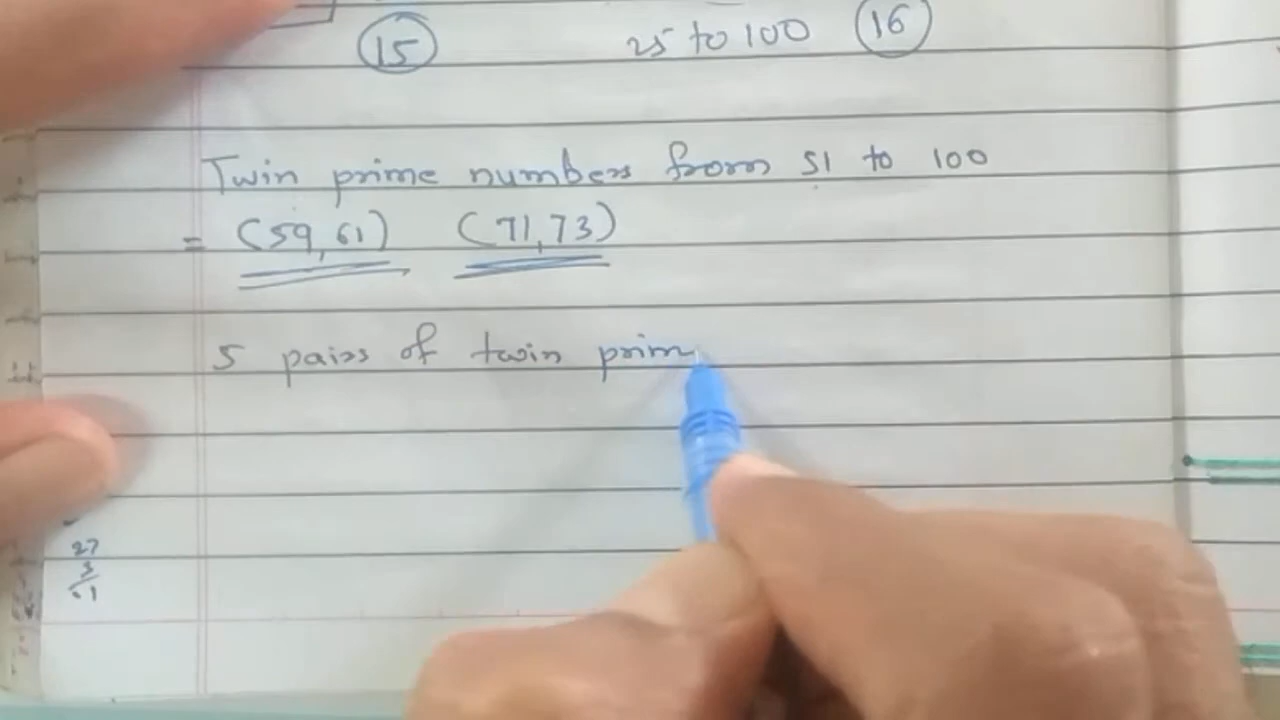 15 25 to 100 16
Twin prime numbers from 51 to 100
= (59,61) (71,73)
5 pairs of twin prim
27
3